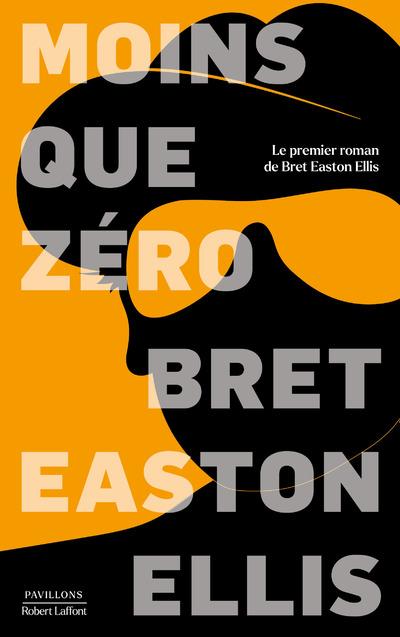 MOINS
QUE
ZÉRO
Le premier roman
de Bret Easton Ellis
BRET
EASTON
ELLIS
PAVILLONS
Robert Laffont